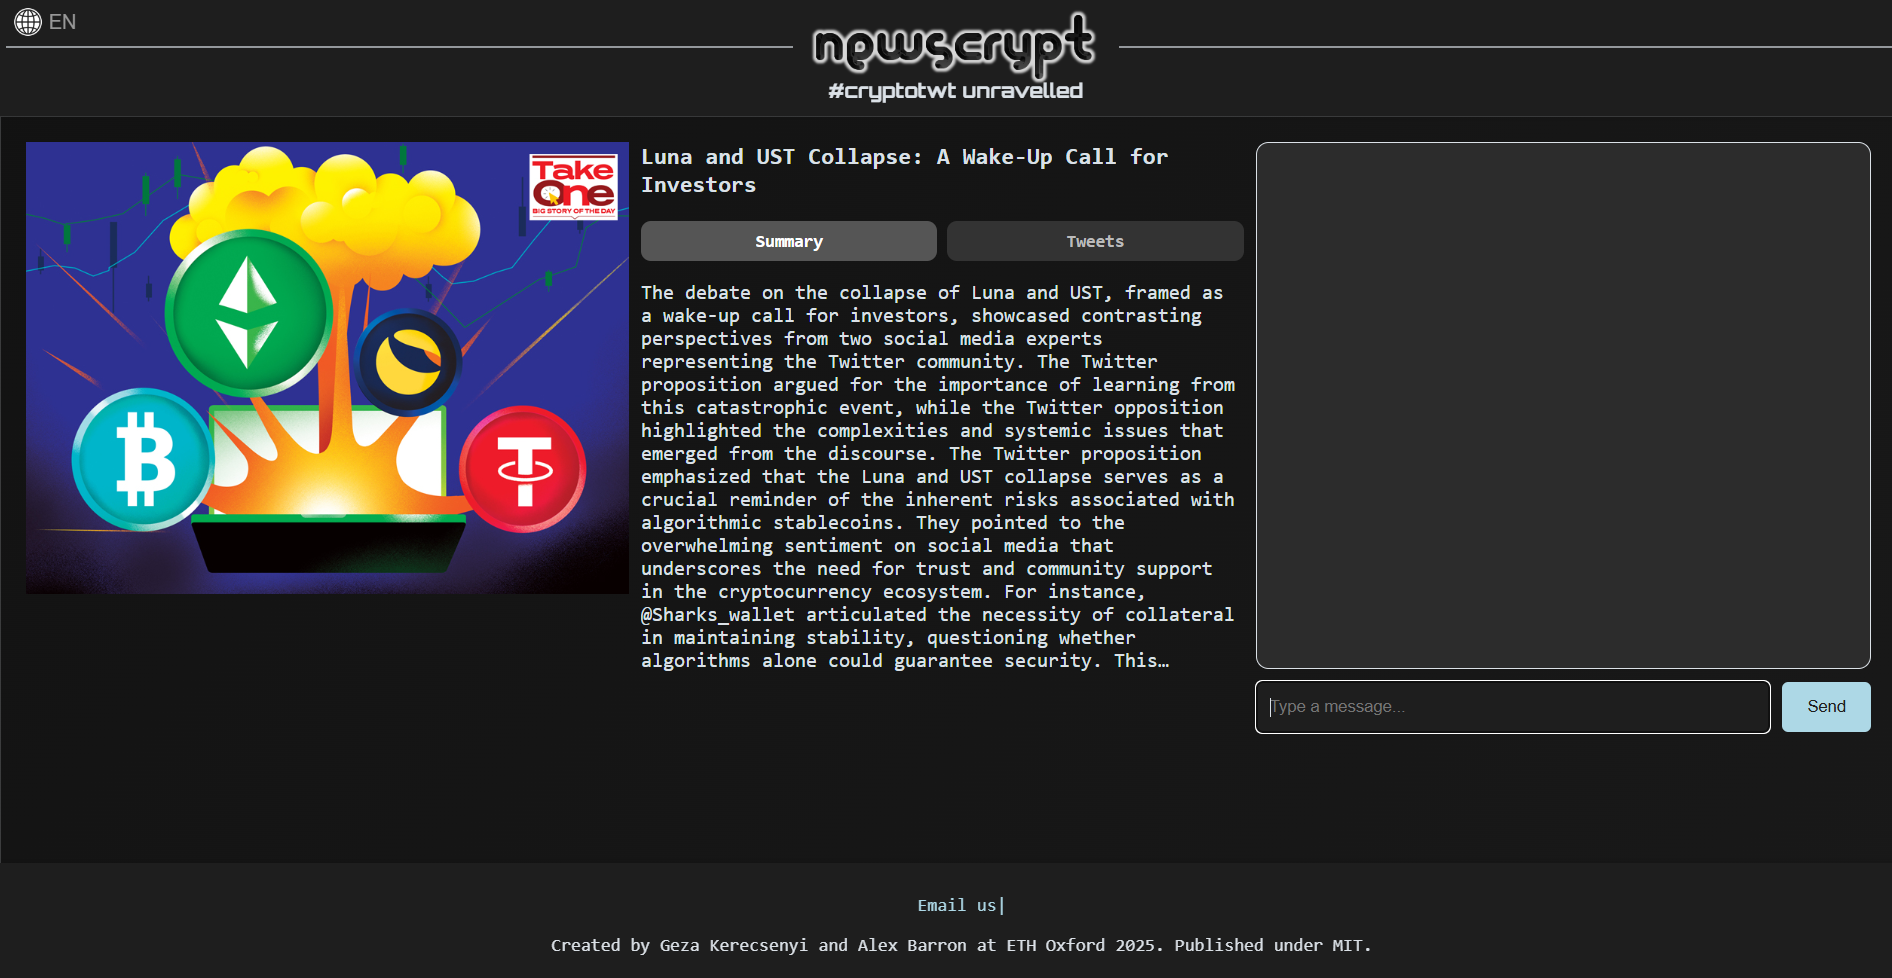 EN
newscrypt
#cryptotwt unravelled
Take
One
BIG STORY OF THE DAY
Luna and UST Collapse: A Wake-Up Call for
Investors
Summary
Tweets
The debate on the collapse of Luna and UST, framed as
a wake-up call for investors, showcased contrasting
perspectives from two social media experts
representing the Twitter community. The Twitter
proposition argued for the importance of learning from
this catastrophic event, while the Twitter opposition
highlighted the complexities and systemic issues that
emerged from the discourse. The Twitter proposition
emphasized that the Luna and UST collapse serves as a
crucial reminder of the inherent risks associated with
algorithmic stablecoins. They pointed to the
overwhelming sentiment on social media that
underscores the need for trust and community support
in the cryptocurrency ecosystem. For instance,
@Sharks_wallet articulated the necessity of collateral
in maintaining stability, questioning whether
algorithms alone could guarantee security. This…
Type a message...
Send
Email us|
Created by Geza Kerecsenyi and Alex Barron at ETH Oxford 2025. Published under MIT.